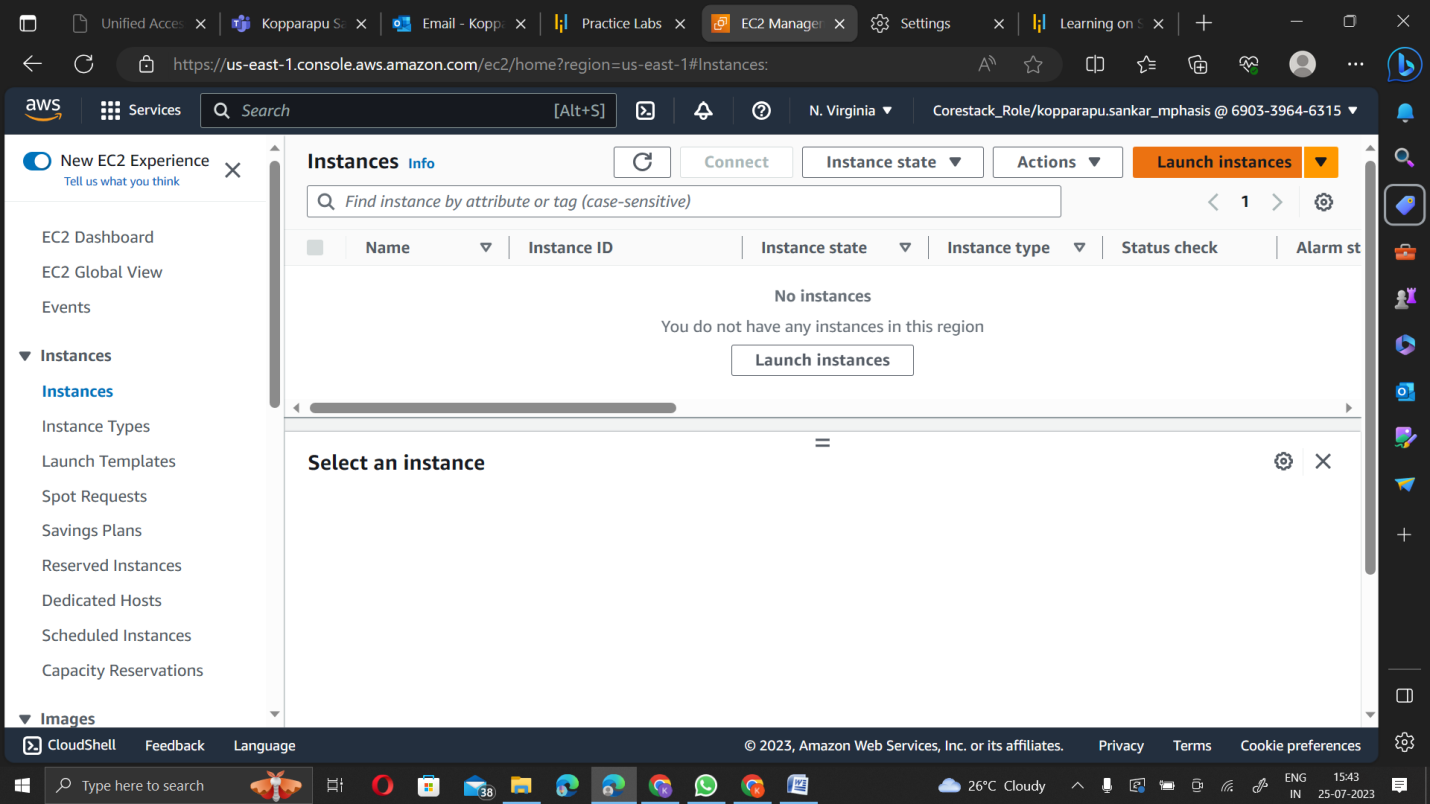 Unified Acces
Kopparapu Sa
Email - Koppa
Practice Labs
EC2 Manager
Settings
Learning on S
https://us-east-1.console.aws.amazon.com/ec2/home?region=us-east-1#Instances:
aws
Services
Search
[Alt+S]
N. Virginia
Corestack_Role/kopparapu.sankar_mphasis @ 6903-3964-6315
New EC2 Experience
Tell us what you think
EC2 Dashboard
EC2 Global View
Events
Instances
Instances
Instance Types
Launch Templates
Spot Requests
Savings Plans
Reserved Instances
Dedicated Hosts
Scheduled Instances
Capacity Reservations
Images
Instances Info
Connect
Instance state
Actions
Launch instances
Find instance by attribute or tag (case-sensitive)
1
Name
Instance ID
Instance state
Instance type
Status check
Alarm st
No instances
You do not have any instances in this region
Launch instances
Select an instance
CloudShell
Feedback
Language
© 2023, Amazon Web Services, Inc. or its affiliates.
Privacy
Terms
Cookie preferences
Type here to search
38
26°C Cloudy
ENG
IN
15:43
25-07-2023